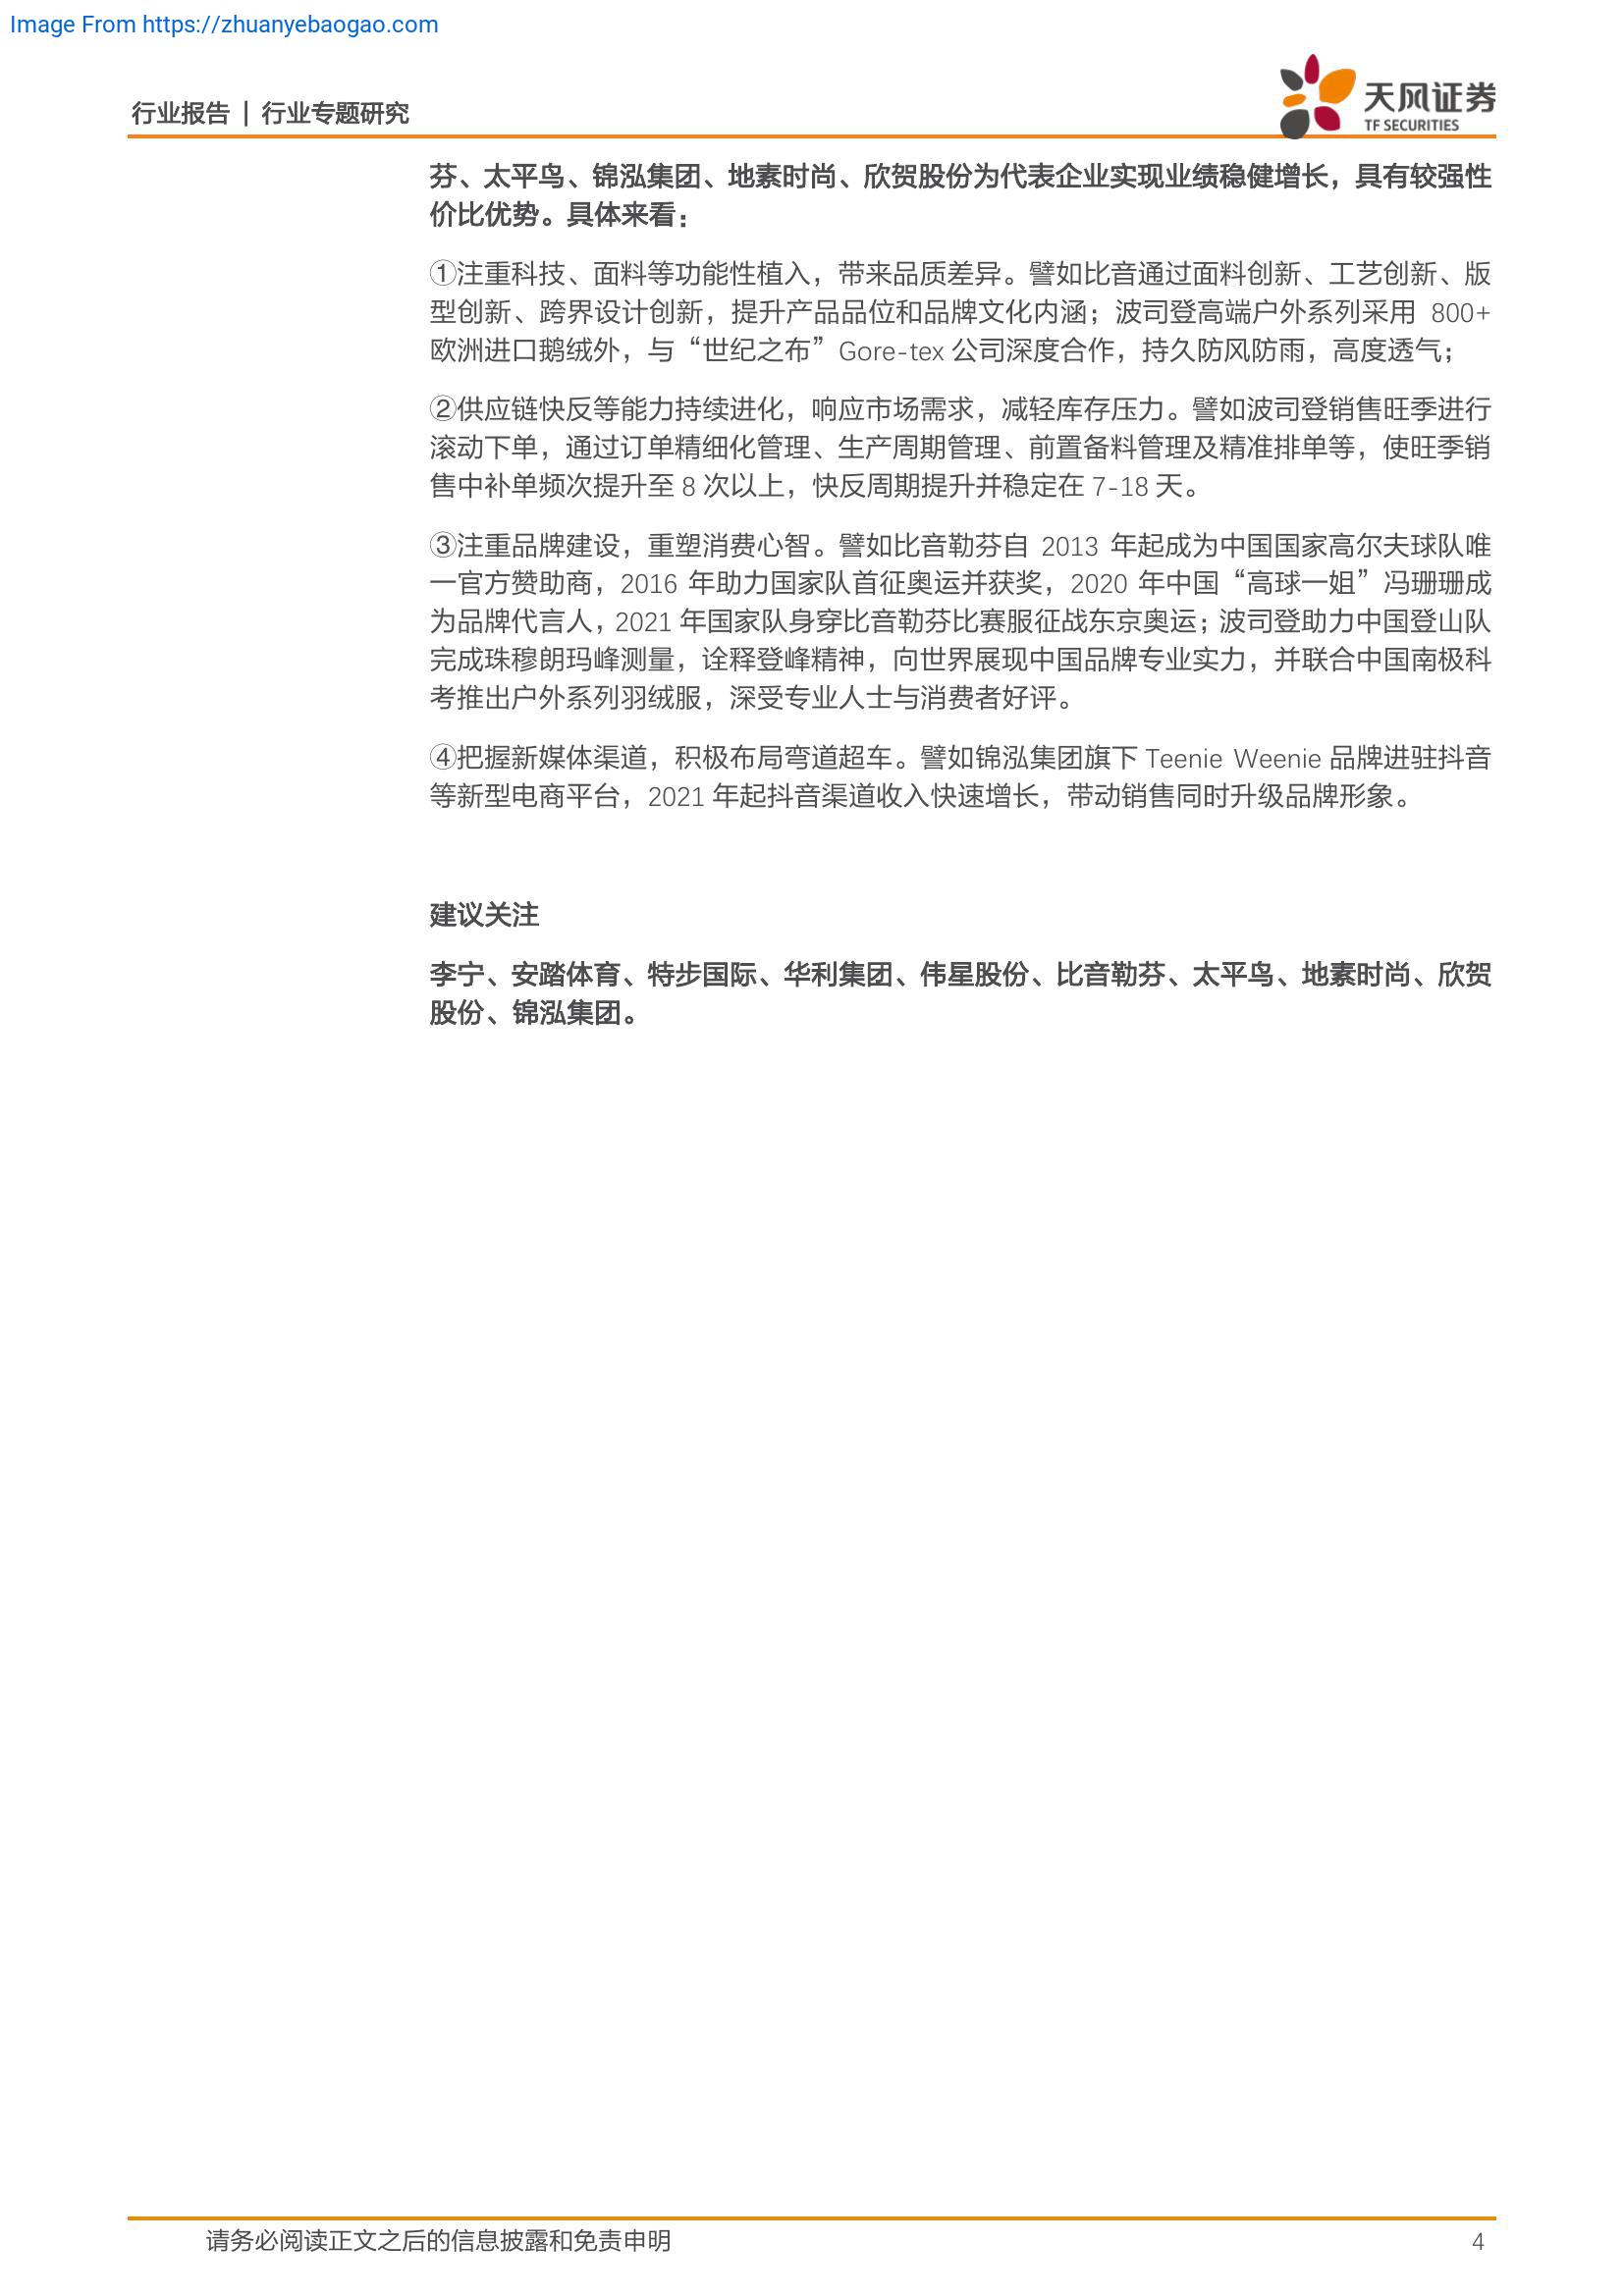 Image From https://zhuanyebaogao.com
行业报告 | 行业专题研究
天风证券
TF SECURITIES
芬、太平鸟、锦泓集团、地素时尚、欣贺股份为代表企业实现业绩稳健增长，具有较强性
价比优势。具体来看：
①注重科技、面料等功能性植入，带来品质差异。譬如比音通过面料创新、工艺创新、版
型创新、跨界设计创新，提升产品品位和品牌文化内涵；波司登高端户外系列采用 800+
欧洲进口鹅绒外，与“世纪之布”Gore-tex 公司深度合作，持久防风防雨，高度透气；
②供应链快反等能力持续进化，响应市场需求，减轻库存压力。譬如波司登销售旺季进行
滚动下单，通过订单精细化管理、生产周期管理、前置备料管理及精准排单等，使旺季销
售中补单频次提升至 8 次以上，快反周期提升并稳定在 7-18 天。
③注重品牌建设，重塑消费心智。譬如比音勒芬自 2013 年起成为中国国家高尔夫球队唯
一官方赞助商，2016 年助力国家队首征奥运并获奖，2020 年中国“高球一姐”冯珊珊成
为品牌代言人，2021 年国家队身穿比音勒芬比赛服征战东京奥运；波司登助力中国登山队
完成珠穆朗玛峰测量，诠释登峰精神，向世界展现中国品牌专业实力，并联合中国南极科
考推出户外系列羽绒服，深受专业人士与消费者好评。
④把握新媒体渠道，积极布局弯道超车。譬如锦泓集团旗下 Teenie Weenie 品牌进驻抖音
等新型电商平台，2021 年起抖音渠道收入快速增长，带动销售同时升级品牌形象。
建议关注
李宁、安踏体育、特步国际、华利集团、伟星股份、比音勒芬、太平鸟、地素时尚、欣贺
股份、锦泓集团。
请务必阅读正文之后的信息披露和免责申明
4